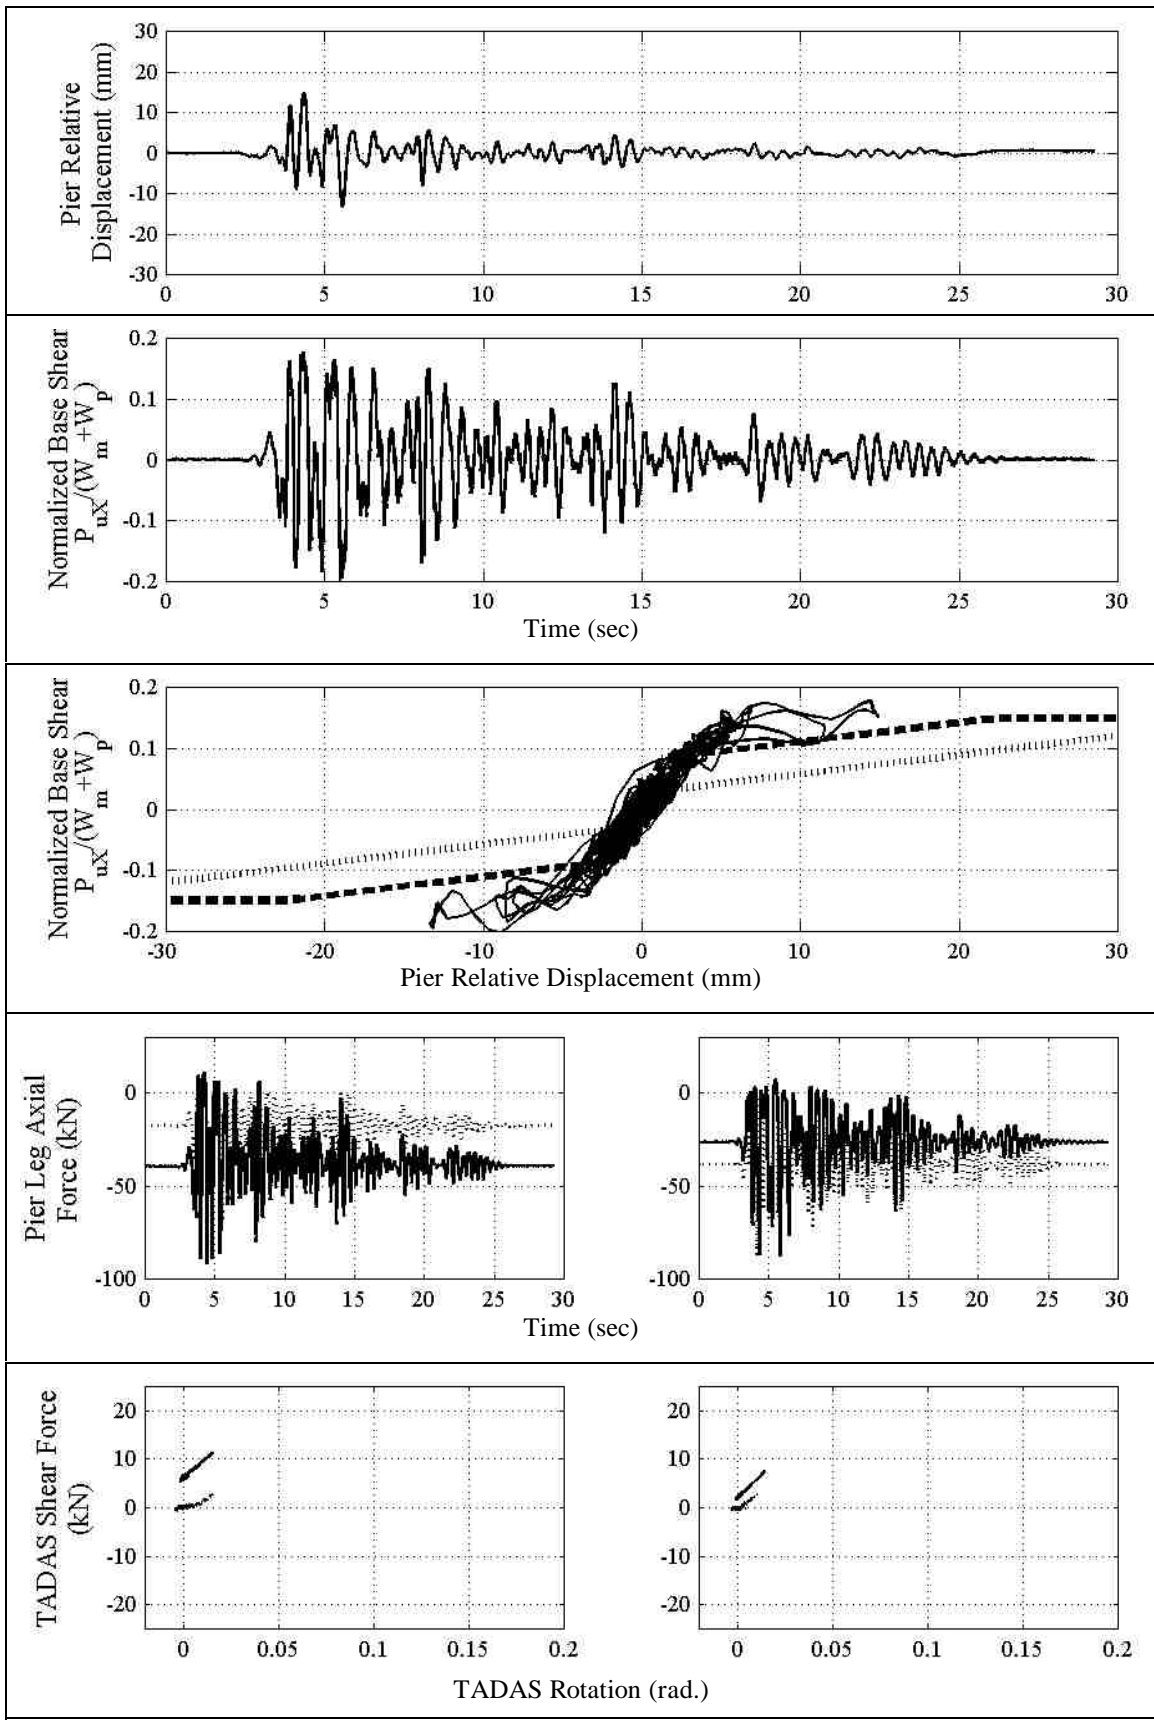 Pier Relative
Displacement (mm)
30
20
10
0
-10
-20
-30
0 5 10 15 20 25 30
Normalized Base Shear
P_uX/(W_m+W_p)
0.2
0.1
0
-0.1
-0.2
0 5 10 15 20 25 30
Time (sec)
Normalized Base Shear
P_uX/(W_m+W_p)
0.2
0.1
0
-0.1
-0.2
-30 -20 -10 0 10 20 30
Pier Relative Displacement (mm)
Pier Leg Axial
Force (kN)
0
-50
-100
0 5 10 15 20 25 30
0
-50
-100
0 5 10 15 20 25 30
Time (sec)
TADAS Shear Force
(kN)
20
10
0
-10
-20
0 0.05 0.1 0.15 0.2
20
10
0
-10
-20
0 0.05 0.1 0.15 0.2
TADAS Rotation (rad.)